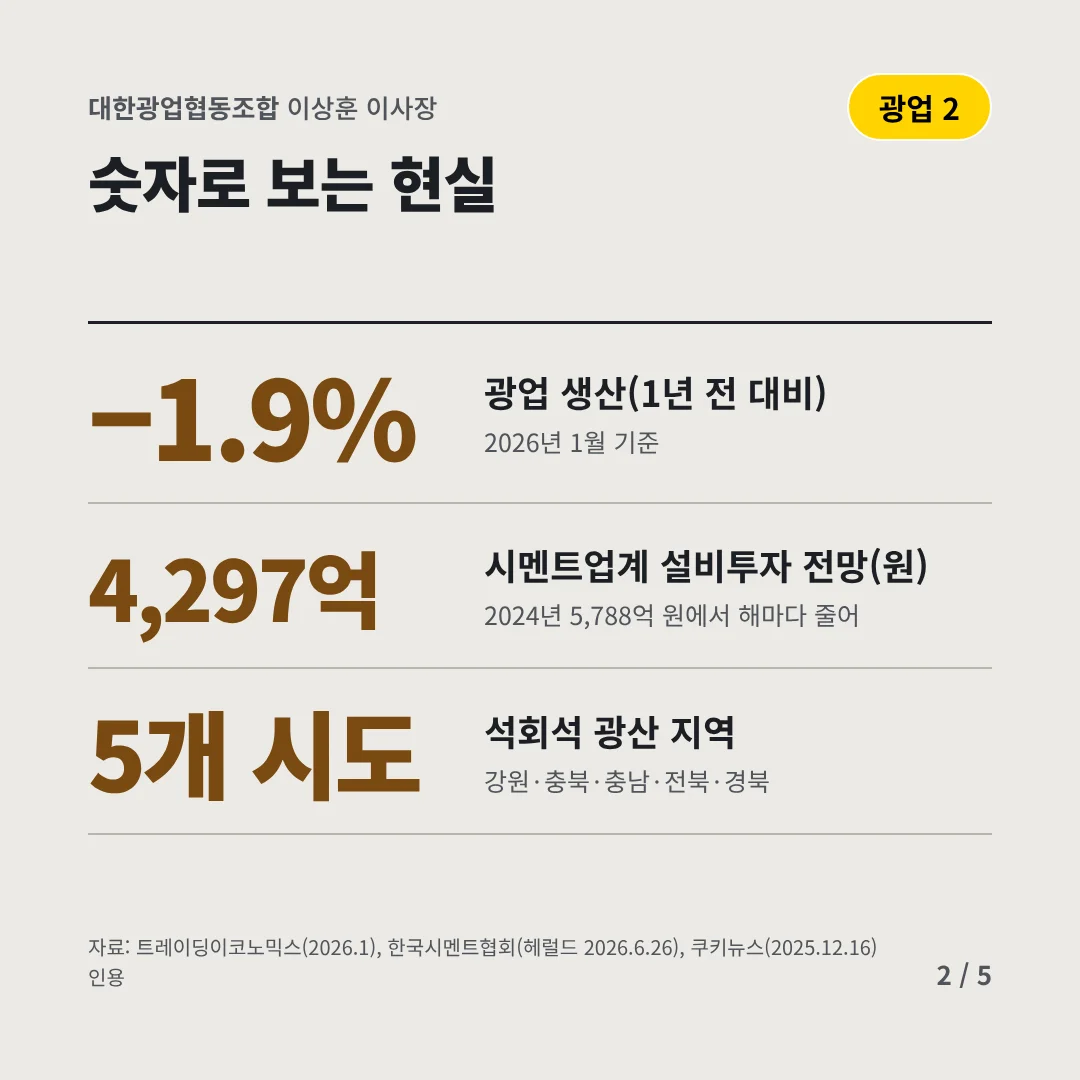 대한광업협동조합 이상훈 이사장
광업 2
숫자로 보는 현실
–1.9%
광업 생산(1년 전 대비)
2026년 1월 기준
4,297억
시멘트업계 설비투자 전망(원)
2024년 5,788억 원에서 해마다 줄어
5개 시도
석회석 광산 지역
강원·충북·충남·전북·경북
자료: 트레이딩이코노믹스(2026.1), 한국시멘트협회(헤럴드 2026.6.26), 쿠키뉴스(2025.12.16)
인용
2 / 5